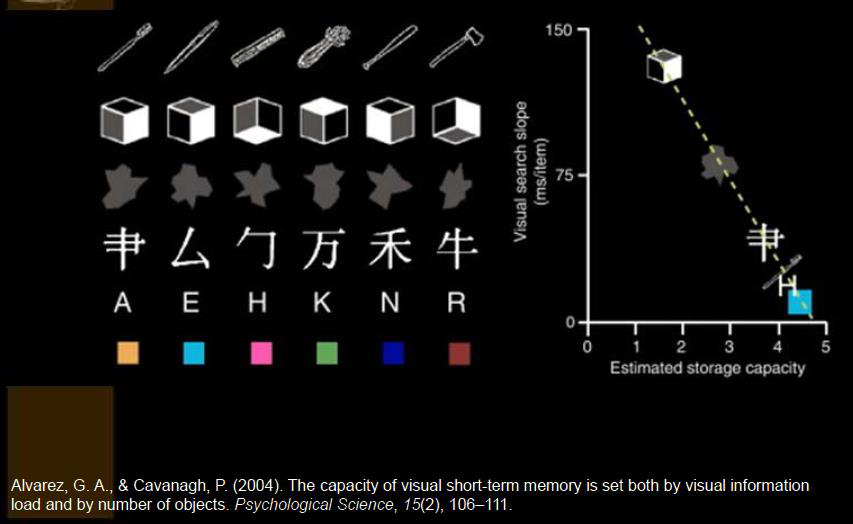 聿 厶 勹 万 禾 牛
A E H K N R
150
75
0
Visual search slope
(ms/item)
H
0 1 2 3 4 5
Estimated storage capacity
Alvarez, G. A., & Cavanagh, P. (2004). The capacity of visual short-term memory is set both by visual information
load and by number of objects. Psychological Science, 15(2), 106–111.